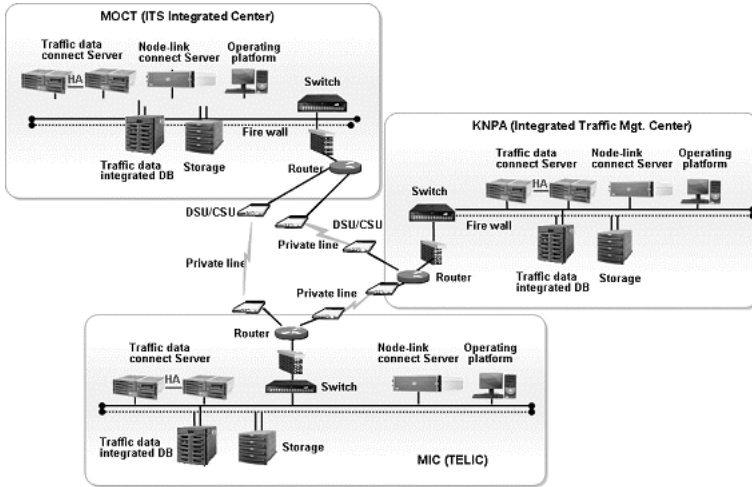 MOCT (ITS Integrated Center)
Traffic data
connect Server
Node-link
connect Server
Operating
platform
HA
Switch
Fire wall
Traffic data
integrated DB
Storage
Router
KNPA (Integrated Traffic Mgt. Center)
Traffic data
connect Server
Node-link
connect Server
Operating
platform
HA
Switch
Fire wall
Traffic data
integrated DB
Storage
Router
DSU/CSU
DSU/CSU
Private line
Private line
Private line
Router
Traffic data
connect Server
Node-link
connect Server
Operating
platform
HA
Switch
Traffic data
integrated DB
Storage
MIC (TELIC)